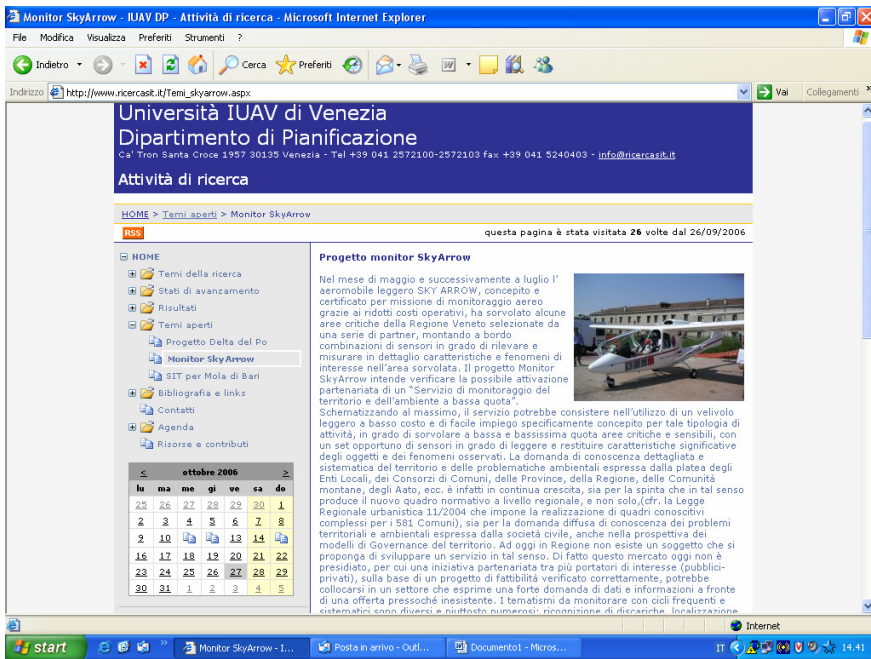 Monitor SkyArrow - IUAV DP - Attività di ricerca - Microsoft Internet Explorer
File Modifica Visualizza Preferiti Strumenti ?
Indietro Cerca Preferiti
Indirizzo http://www.ricercasit.it/Temi_skyarrow.aspx Vai Collegamenti »
Università IUAV di Venezia
Dipartimento di Pianificazione
Ca' Tron Santa Croce 1957 30135 Venezia - Tel +39 041 2572100-2572103 fax +39 041 5240403 - info@ricercasit.it
Attività di ricerca
HOME > Temi aperti > Monitor SkyArrow
RSS questa pagina è stata visitata 26 volte dal 26/09/2006
HOME
Temi della ricerca
Stati di avanzamento
Risultati
Temi aperti
Progetto Delta del Po
Monitor SkyArrow
SIT per Mola di Bari
Bibliografia e links
Contatti
Agenda
Risorse e contributi
< ottobre 2006 >
lu ma me gi ve sa do
25 26 27 28 29 30 1
2 3 4 5 6 7 8
9 10 13 14
16 17 18 19 20 21 22
23 24 25 26 27 28 29
30 31 1 2 3 4 5
Progetto monitor SkyArrow
Nel mese di maggio e successivamente a luglio l'
aeromobile leggero SKY ARROW, concepito e
certificato per missione di monitoraggio aereo
grazie ai ridotti costi operativi, ha sorvolato alcune
aree critiche della Regione Veneto selezionate da
una serie di partner, montando a bordo
combinazioni di sensori in grado di rilevare e
misurare in dettaglio caratteristiche e fenomeni di
interesse nell'area sorvolata. Il progetto Monitor
SkyArrow intende verificare la possibile attivazione
partenariata di un "Servizio di monitoraggio del
territorio e dell'ambiente a bassa quota".
Schematizzando al massimo, il servizio potrebbe consistere nell'utilizzo di un velivolo
leggero a basso costo e di facile impiego specificamente concepito per tale tipologia di
attività, in grado di sorvolare a bassa e bassissima quota aree critiche e sensibili, con
un set opportuno di sensori in grado di leggere e restituire caratteristiche significative
degli oggetti e dei fenomeni osservati. La domanda di conoscenza dettagliata e
sistematica del territorio e delle problematiche ambientali espressa dalla platea degli
Enti Locali, dei Consorzi di Comuni, delle Province, della Regione, delle Comunità
montane, degli Aato, ecc. è infatti in continua crescita, sia per la spinta che in tal senso
produce il nuovo quadro normativo a livello regionale, e non solo,(cfr. la Legge
Regionale urbanistica 11/2004 che impone la realizzazione di quadri conoscitivi
complessi per i 581 Comuni), sia per la domanda diffusa di conoscenza dei problemi
territoriali e ambientali espressa dalla società civile, anche nella prospettiva dei
modelli di Governance del territorio. Ad oggi in Regione non esiste un soggetto che si
proponga di sviluppare un servizio in tal senso. Di fatto questo mercato oggi non è
presidiato, per cui una iniziativa partenariata tra più portatori di interesse (pubblici-
privati), sulla base di un progetto di fattibilità verificato correttamente, potrebbe
collocarsi in un settore che esprime una forte domanda di dati e informazioni a fronte
di una offerta pressoché inesistente. I tematismi da monitorare con cicli frequenti e
sistematici sono diversi e piuttosto numerosi: ricognizione di discariche, localizzazione
Internet
start » Monitor SkyArrow - I... Posta in arrivo - Outl... Documento1 - Micros... IT 14.41